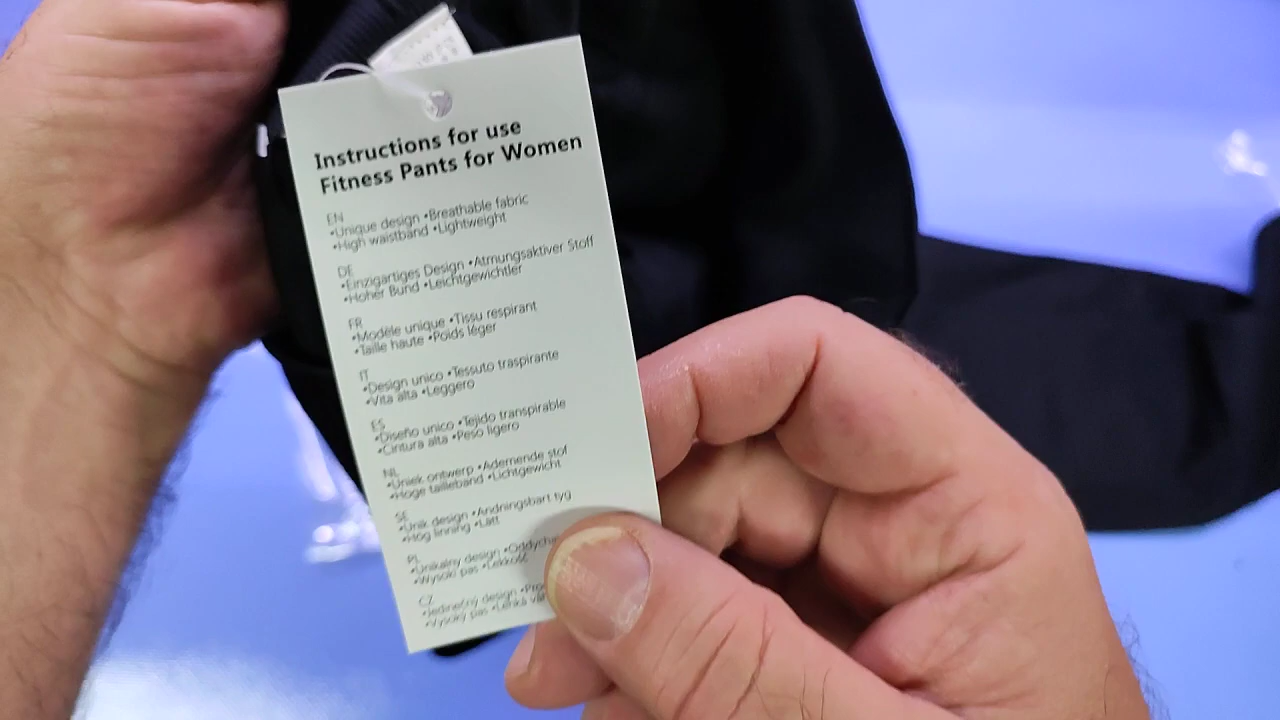 Instructions for use
Fitness Pants for Women
EN
•Unique design •Breathable fabric
•High waistband •Lightweight
DE
•Einzigartiges Design •Atmungsaktiver Stoff
•Hoher Bund •Leichtgewichtler
FR
•Modèle unique •Tissu respirant
•Taille haute •Poids léger
IT
•Design unico •Tessuto traspirante
•Vita alta •Leggero
ES
•Diseño unico •Tejido transpirable
•Cintura alta •Peso ligero
NL
•Uniek ontwerp •Ademende stof
•Hoge tailleband •Lichtgewicht
SE
•Unik design •Andningsbart tyg
•Hög linning •Lätt
PL
•Unikalny design
•Wysoki pas •Lekkość
CZ
•Jedinečný design
•Vysoký pas •Lehká